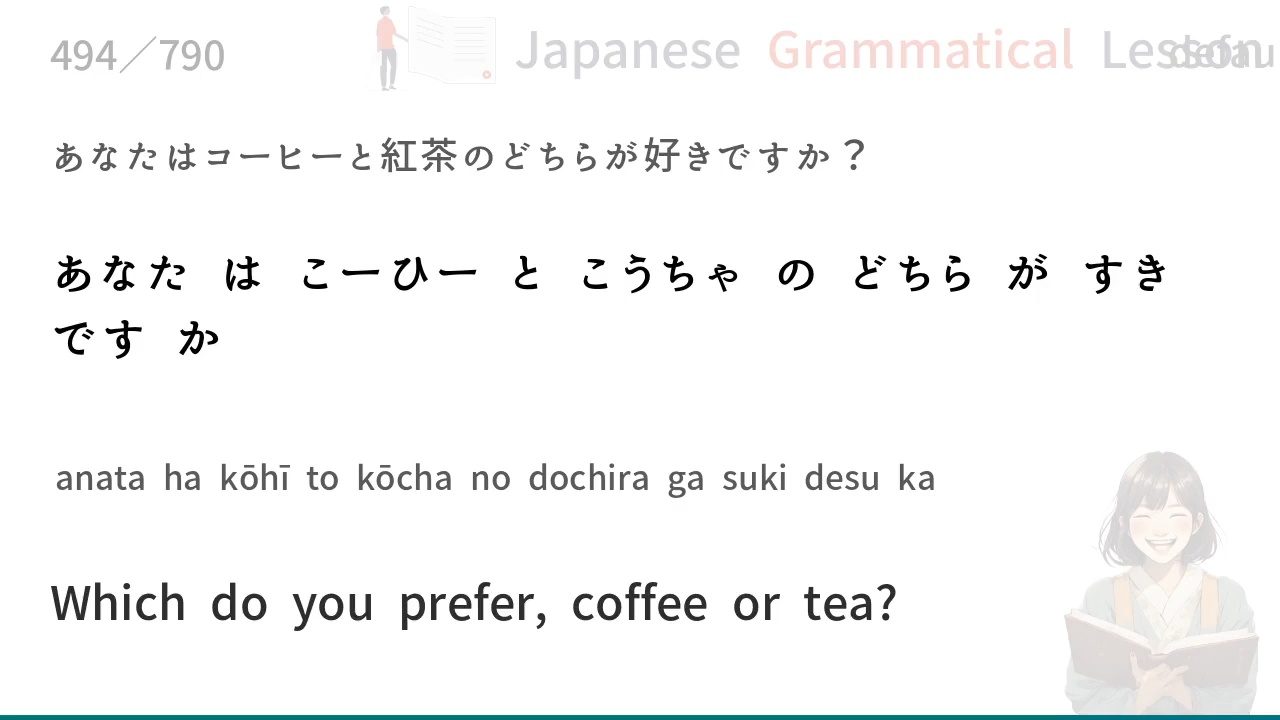 494／790
Japanese Grammatical Lesson
あなたはコーヒーと紅茶のどちらが好きですか？
あなた は こーひー と こうちゃ の どちら が すき
です か
anata ha kōhī to kōcha no dochira ga suki desu ka
Which do you prefer, coffee or tea?